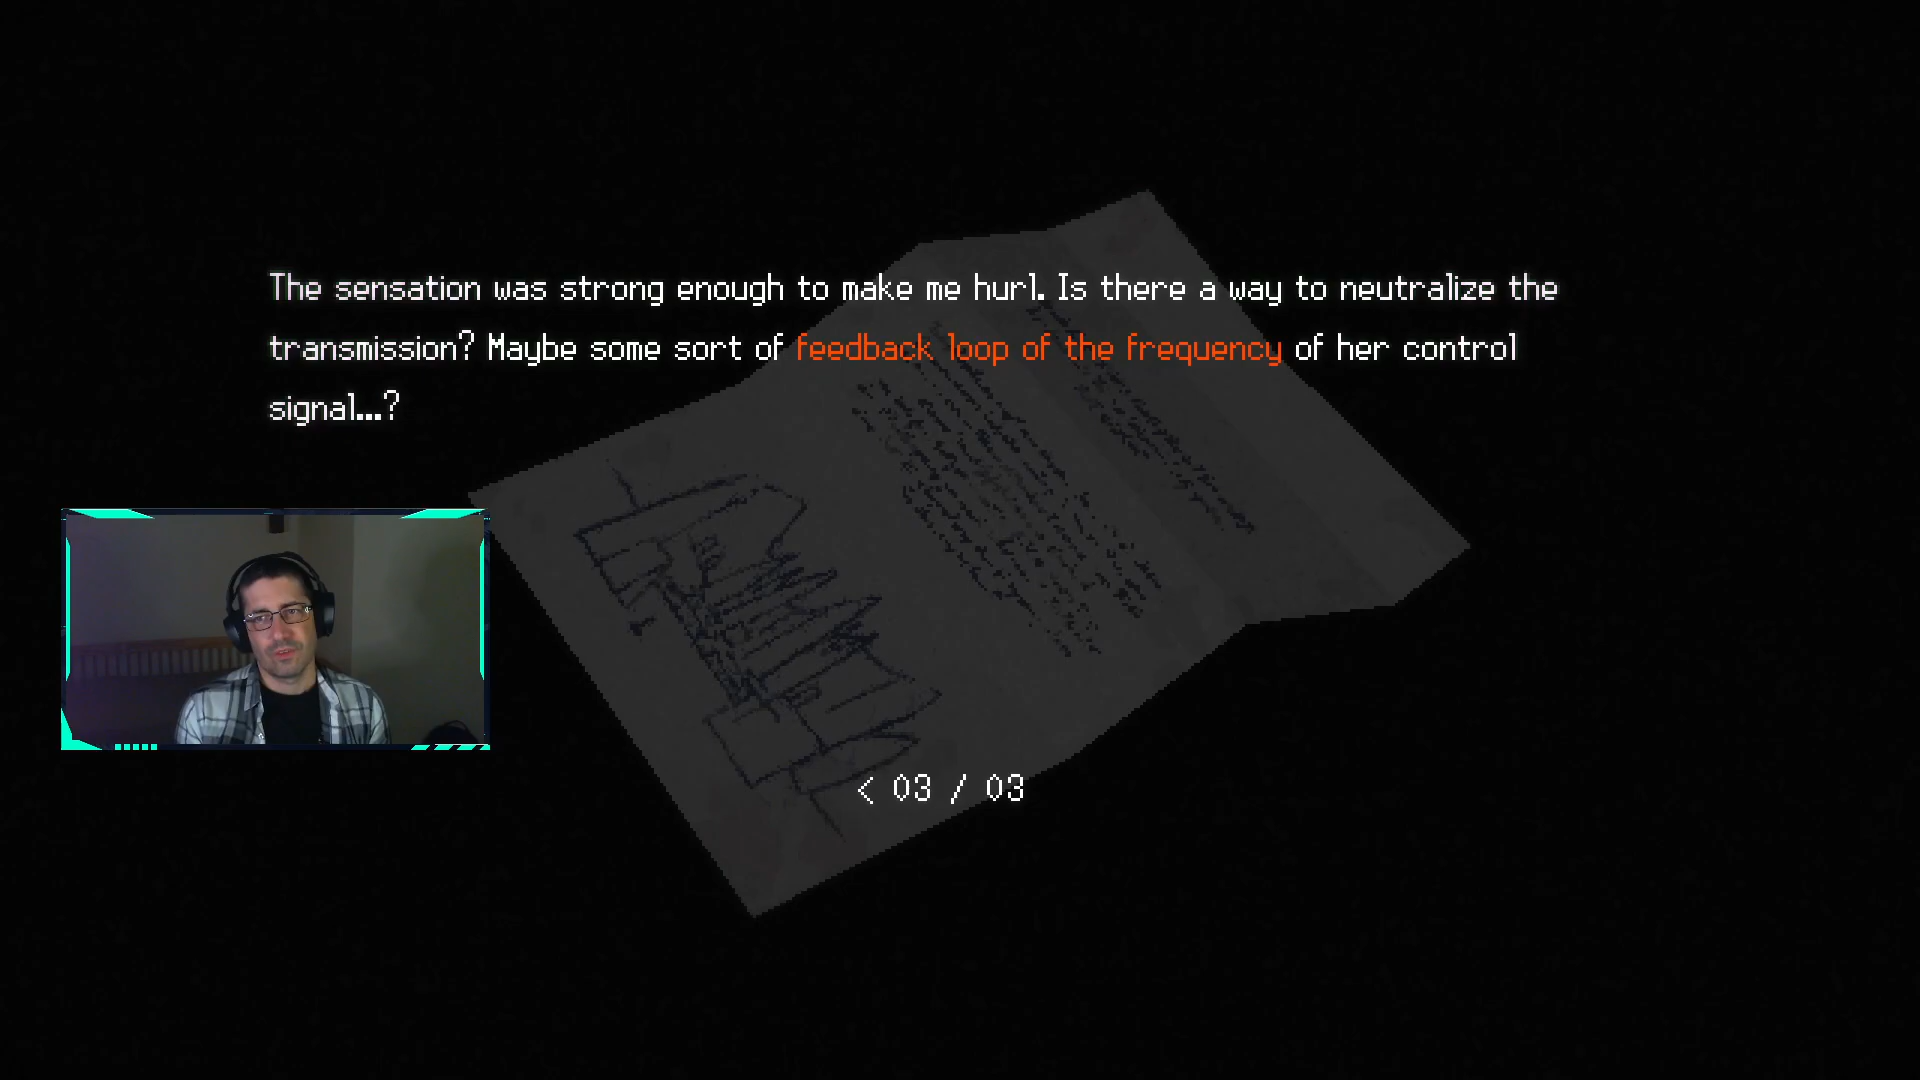 The sensation was strong enough to make me hurl. Is there a way to neutralize the
transmission? Maybe some sort of feedback loop of the frequency of her control
signal...?
< 03 / 03